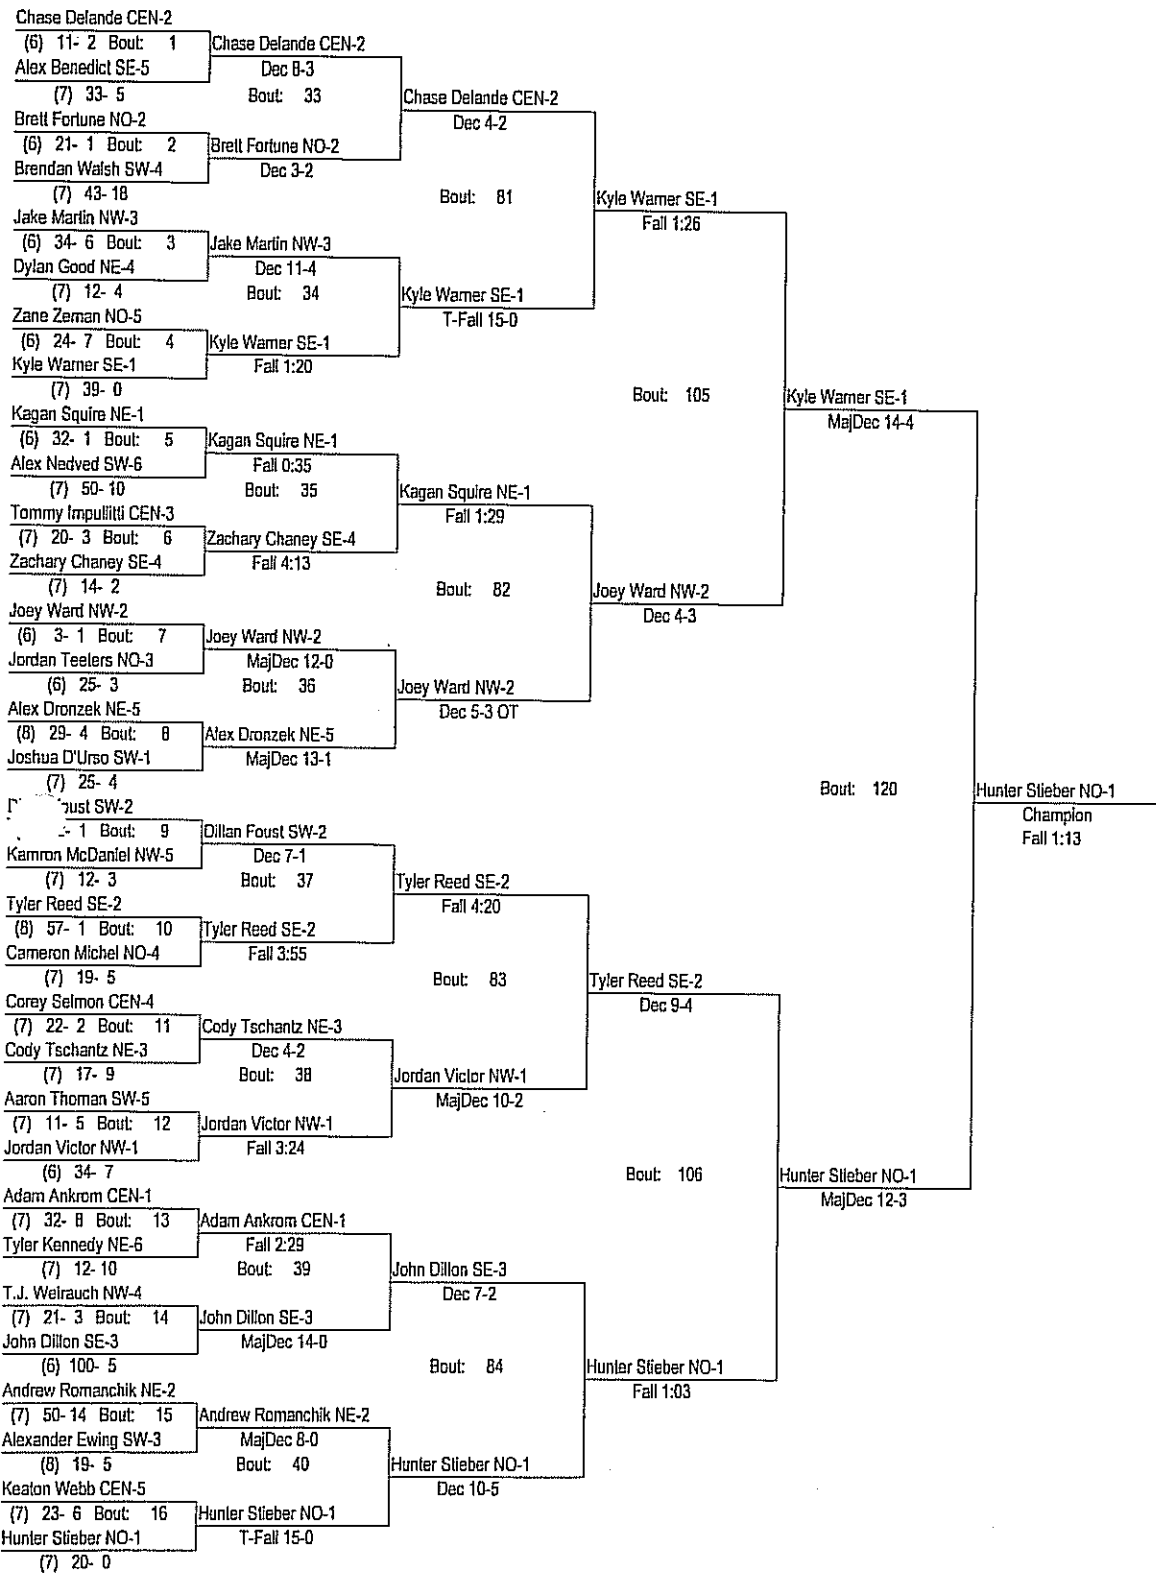 Chase Delande CEN-2
(6) 11- 2 Bout: 1
Alex Benedict SE-5
(7) 33- 5
Brett Fortune NO-2
(6) 21- 1 Bout: 2
Brendan Walsh SW-4
(7) 43- 18
Jake Martin NW-3
(6) 34- 6 Bout: 3
Dylan Good NE-4
(7) 12- 4
Zane Zeman NO-5
(6) 24- 7 Bout: 4
Kyle Warner SE-1
(7) 39- 0
Kagan Squire NE-1
(6) 32- 1 Bout: 5
Alex Nedved SW-6
(7) 50- 10
Tommy Impullitti CEN-3
(7) 20- 3 Bout: 6
Zachary Chaney SE-4
(7) 14- 2
Joey Ward NW-2
(6) 3- 1 Bout: 7
Jordan Teelers NO-3
(6) 25- 3
Alex Dronzek NE-5
(8) 29- 4 Bout: 8
Joshua D'Urso SW-1
(7) 25- 4
oust SW-2
- 1 Bout: 9
Kamron McDaniel NW-5
(7) 12- 3
Tyler Reed SE-2
(8) 57- 1 Bout: 10
Cameron Michel NO-4
(7) 19- 5
Corey Selmon CEN-4
(7) 22- 2 Bout: 11
Cody Tschantz NE-3
(7) 17- 9
Aaron Thoman SW-5
(7) 11- 5 Bout: 12
Jordan Victor NW-1
(6) 34- 7
Adam Ankrom CEN-1
(7) 32- 8 Bout: 13
Tyler Kennedy NE-6
(7) 12- 10
T.J. Weirauch NW-4
(7) 21- 3 Bout: 14
John Dillon SE-3
(6) 100- 5
Andrew Romanchik NE-2
(7) 50- 14 Bout: 15
Alexander Ewing SW-3
(8) 19- 5
Keaton Webb CEN-5
(7) 23- 6 Bout: 16
Hunter Stieber NO-1
(7) 20- 0
Chase Delande CEN-2
Dec 8-3
Bout: 33
Brett Fortune NO-2
Dec 3-2
Jake Martin NW-3
Dec 11-4
Bout: 34
Kyle Warner SE-1
Fall 1:20
Kagan Squire NE-1
Fall 0:35
Bout: 35
Zachary Chaney SE-4
Fall 4:13
Joey Ward NW-2
MajDec 12-0
Bout: 36
Alex Dronzek NE-5
MajDec 13-1
Dillan Foust SW-2
Dec 7-1
Bout: 37
Tyler Reed SE-2
Fall 3:55
Cody Tschantz NE-3
Dec 4-2
Bout: 38
Jordan Victor NW-1
Fall 3:24
Adam Ankrom CEN-1
Fall 2:29
Bout: 39
John Dillon SE-3
MajDec 14-0
Andrew Romanchik NE-2
MajDec 8-0
Bout: 40
Hunter Stieber NO-1
T-Fall 15-0
Chase Delande CEN-2
Dec 4-2
Bout: 81
Kyle Warner SE-1
T-Fall 15-0
Kagan Squire NE-1
Fall 1:29
Bout: 82
Joey Ward NW-2
Dec 5-3 OT
Tyler Reed SE-2
Fall 4:20
Bout: 83
Jordan Victor NW-1
MajDec 10-2
John Dillon SE-3
Dec 7-2
Bout: 84
Hunter Stieber NO-1
Dec 10-5
Kyle Warner SE-1
Fall 1:26
Bout: 105
Joey Ward NW-2
Dec 4-3
Tyler Reed SE-2
Dec 9-4
Bout: 106
Hunter Stieber NO-1
Fall 1:03
Kyle Warner SE-1
MajDec 14-4
Bout: 120
Hunter Stieber NO-1
MajDec 12-3
Hunter Stieber NO-1
Champion
Fall 1:13